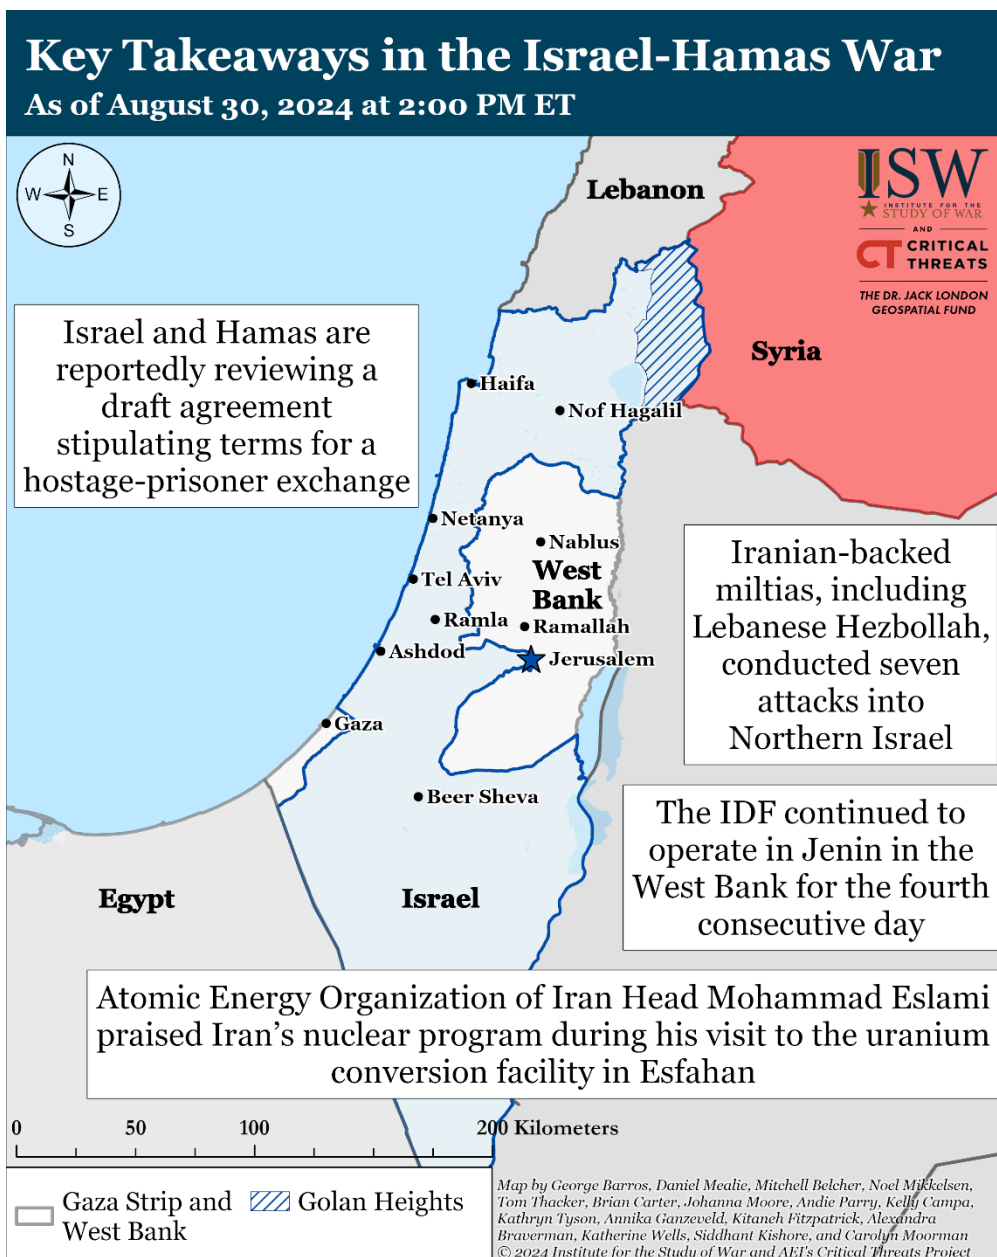 Key Takeaways in the Israel-Hamas War
As of August 30, 2024 at 2:00 PM ET
N
W
E
S
Lebanon
ISW
INSTITUTE FOR THE
STUDY OF WAR
AND
CT CRITICAL
THREATS
THE DR. JACK LONDON
GEOSPATIAL FUND
Israel and Hamas are
reportedly reviewing a
draft agreement
stipulating terms for a
hostage-prisoner exchange
Syria
Haifa
Nof Hagalil
Netanya
Nablus
West
Bank
Tel Aviv
Ramla
Ramallah
Ashdod
Jerusalem
Gaza
Beer Sheva
Iranian-backed
miltias, including
Lebanese Hezbollah,
conducted seven
attacks into
Northern Israel
The IDF continued to
operate in Jenin in the
West Bank for the fourth
consecutive day
Egypt
Israel
Atomic Energy Organization of Iran Head Mohammad Eslami
praised Iran's nuclear program during his visit to the uranium
conversion facility in Esfahan
0 50 100 200 Kilometers
Gaza Strip and
West Bank
Golan Heights
Map by George Barros, Daniel Mealie, Mitchell Belcher, Noel Mikkelsen,
Tom Thacker, Brian Carter, Johanna Moore, Andie Parry, Kelly Campa,
Kathryn Tyson, Annika Ganzeveld, Kitaneh Fitzpatrick, Alexandra
Braverman, Katherine Wells, Siddhant Kishore, and Carolyn Moorman
© 2024 Institute for the Study of War and AEI's Critical Threats Project